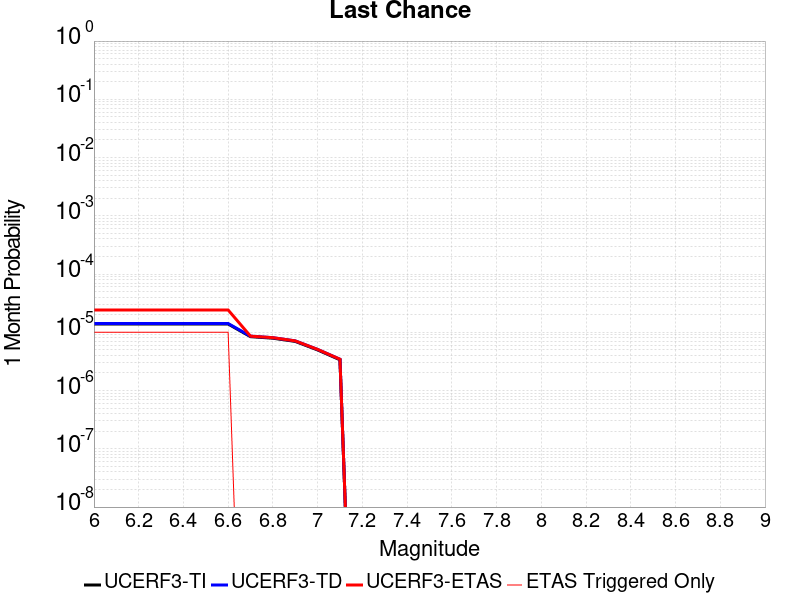 Last Chance
10^0
10^-1
10^-2
10^-3
10^-4
10^-5
10^-6
10^-7
10^-8
1 Month Probability
6 6.2 6.4 6.6 6.8 7 7.2 7.4 7.6 7.8 8 8.2 8.4 8.6 8.8 9
Magnitude
UCERF3-TI UCERF3-TD UCERF3-ETAS ETAS Triggered Only